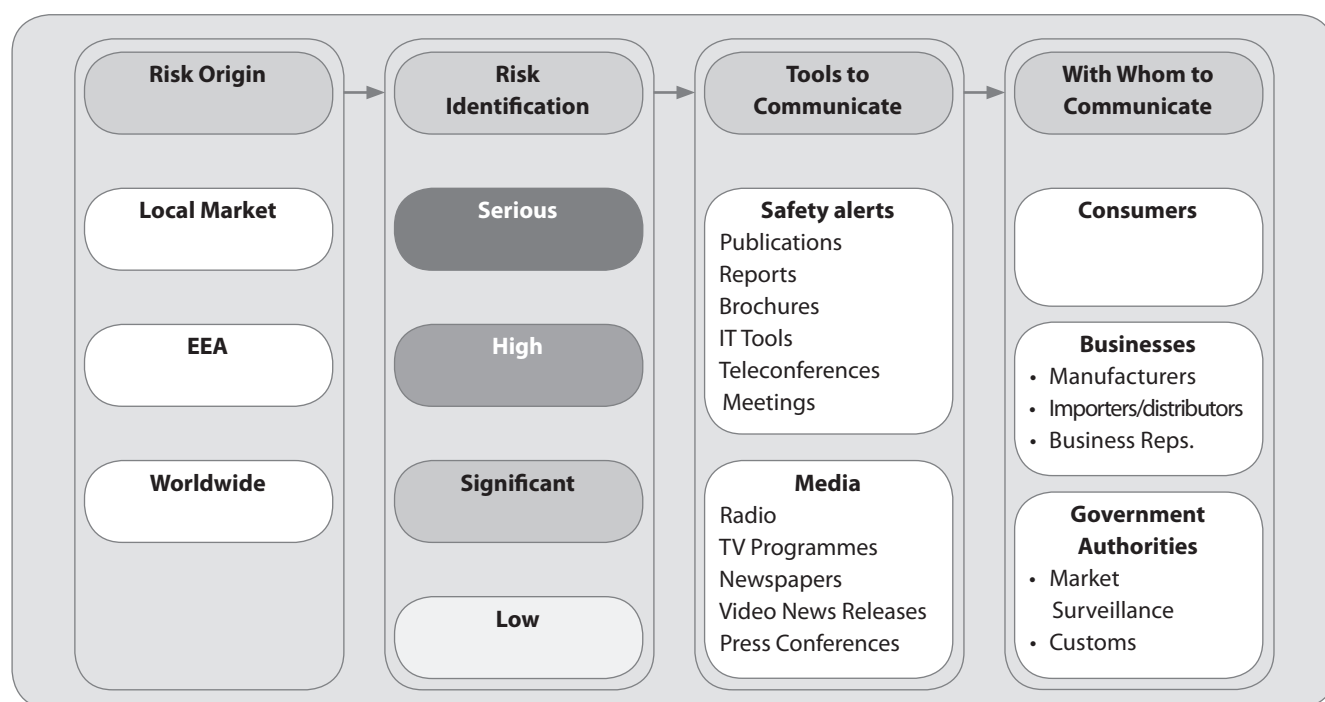 Risk Origin
Local Market
EEA
Worldwide
Risk
Identification
Serious
High
Significant
Low
Tools to
Communicate
Safety alerts
Publications
Reports
Brochures
IT Tools
Teleconferences
Meetings
Media
Radio
TV Programmes
Newspapers
Video News Releases
Press Conferences
With Whom to
Communicate
Consumers
Businesses
• Manufacturers
• Importers/distributors
• Business Reps.
Government
Authorities
• Market
Surveillance
• Customs